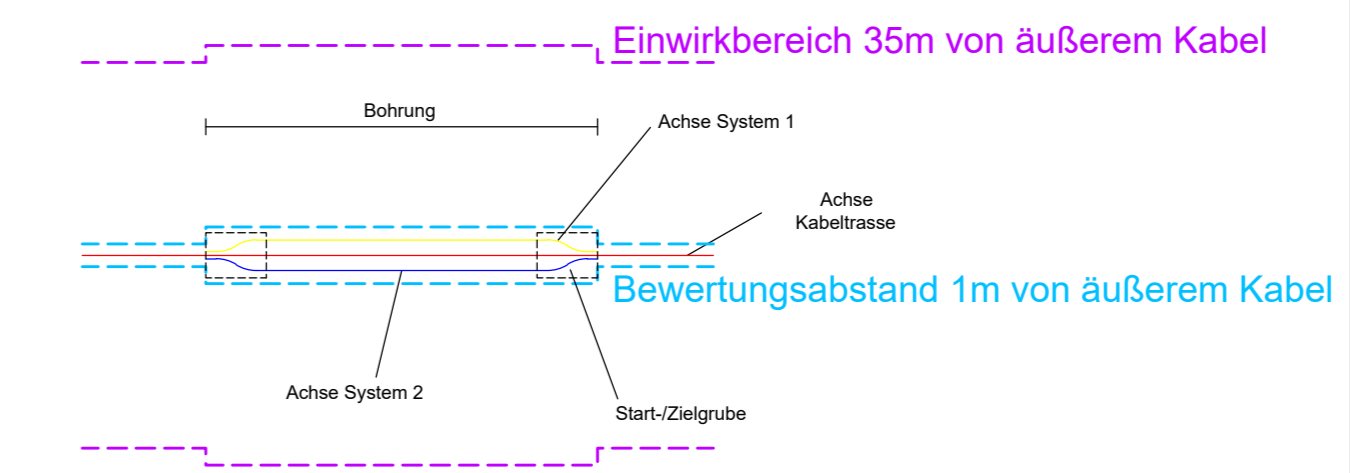 Einwirkbereich 35m von äußerem Kabel
Bohrung
Achse System 1
Achse
Kabeltrasse
Bewertungsabstand 1m von äußerem Kabel
Achse System 2
Start-/Zielgrube